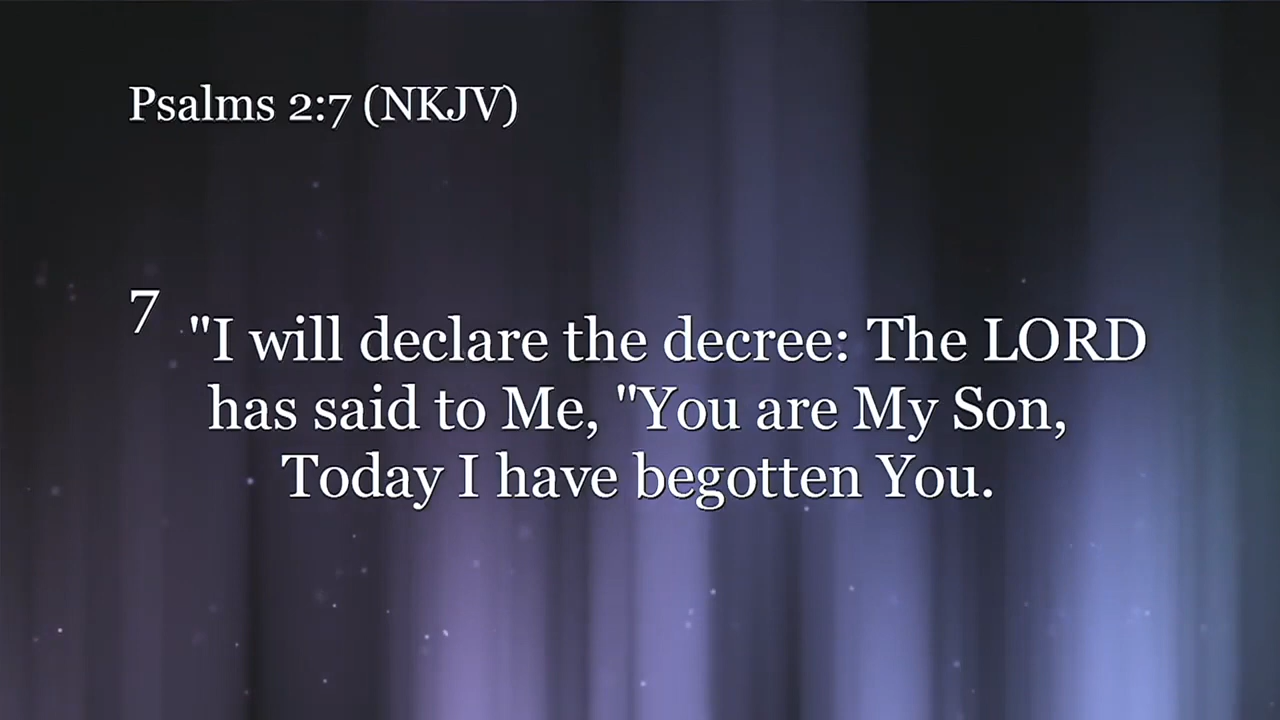 Psalms 2:7 (NKJV)
7 "I will declare the decree: The LORD
has said to Me, "You are My Son,
Today I have begotten You.